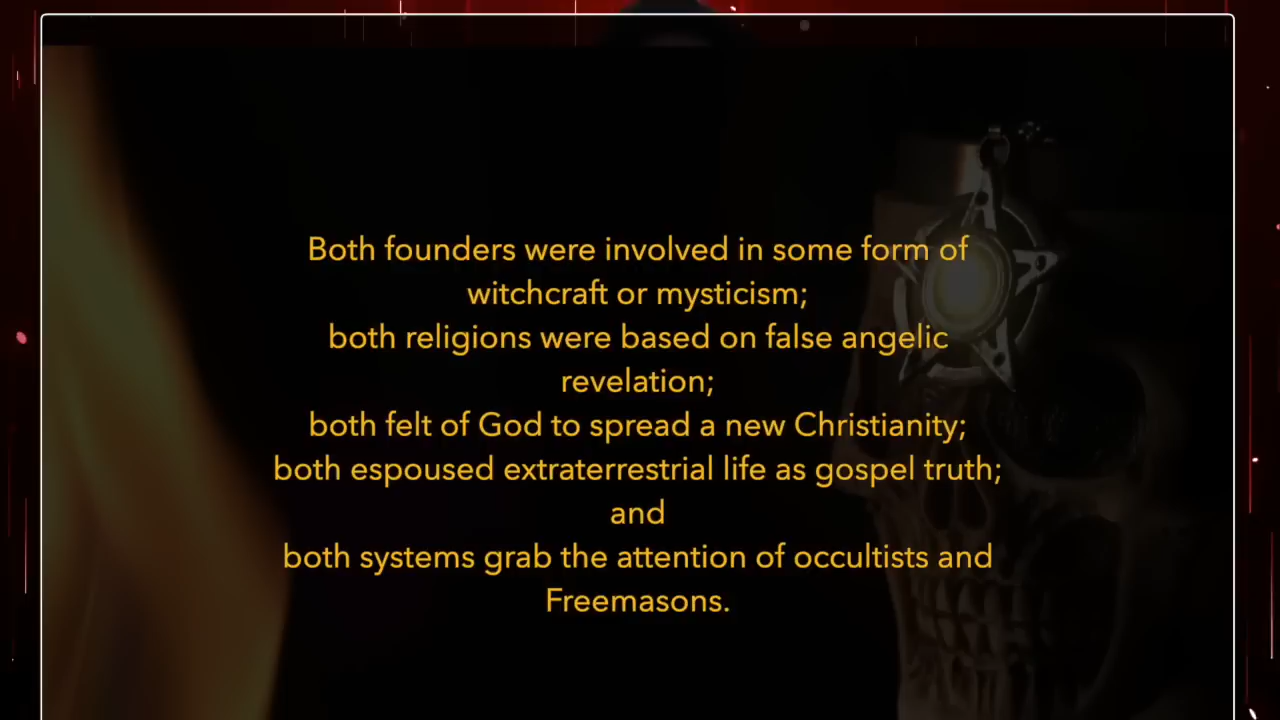 Both founders were involved in some form of
witchcraft or mysticism;
both religions were based on false angelic
revelation;
both felt of God to spread a new Christianity;
both espoused extraterrestrial life as gospel truth;
and
both systems grab the attention of occultists and
Freemasons.